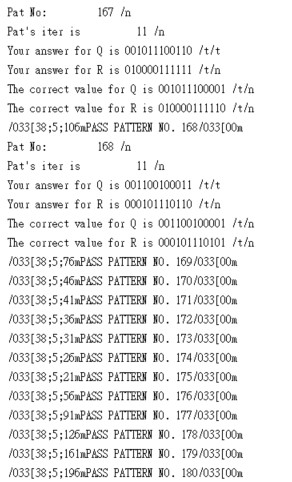 Pat No: 167 /n
Pat's iter is 11 /n
Your answer for Q is 001011100110 /t/t
Your answer for R is 010000111111 /t/n
The correct value for Q is 001011100001 /t/n
The correct value for R is 010000111110 /t/n
/033[38;5;106mPASS PATTERN NO. 168/033[00m
Pat No: 168 /n
Pat's iter is 11 /n
Your answer for Q is 001100100011 /t/t
Your answer for R is 000101110110 /t/n
The correct value for Q is 001100100001 /t/n
The correct value for R is 000101110101 /t/n
/033[38;5;76mPASS PATTERN NO. 169/033[00m
/033[38;5;46mPASS PATTERN NO. 170/033[00m
/033[38;5;41mPASS PATTERN NO. 171/033[00m
/033[38;5;36mPASS PATTERN NO. 172/033[00m
/033[38;5;31mPASS PATTERN NO. 173/033[00m
/033[38;5;26mPASS PATTERN NO. 174/033[00m
/033[38;5;21mPASS PATTERN NO. 175/033[00m
/033[38;5;56mPASS PATTERN NO. 176/033[00m
/033[38;5;91mPASS PATTERN NO. 177/033[00m
/033[38;5;126mPASS PATTERN NO. 178/033[00m
/033[38;5;161mPASS PATTERN NO. 179/033[00m
/033[38;5;196mPASS PATTERN NO. 180/033[00m